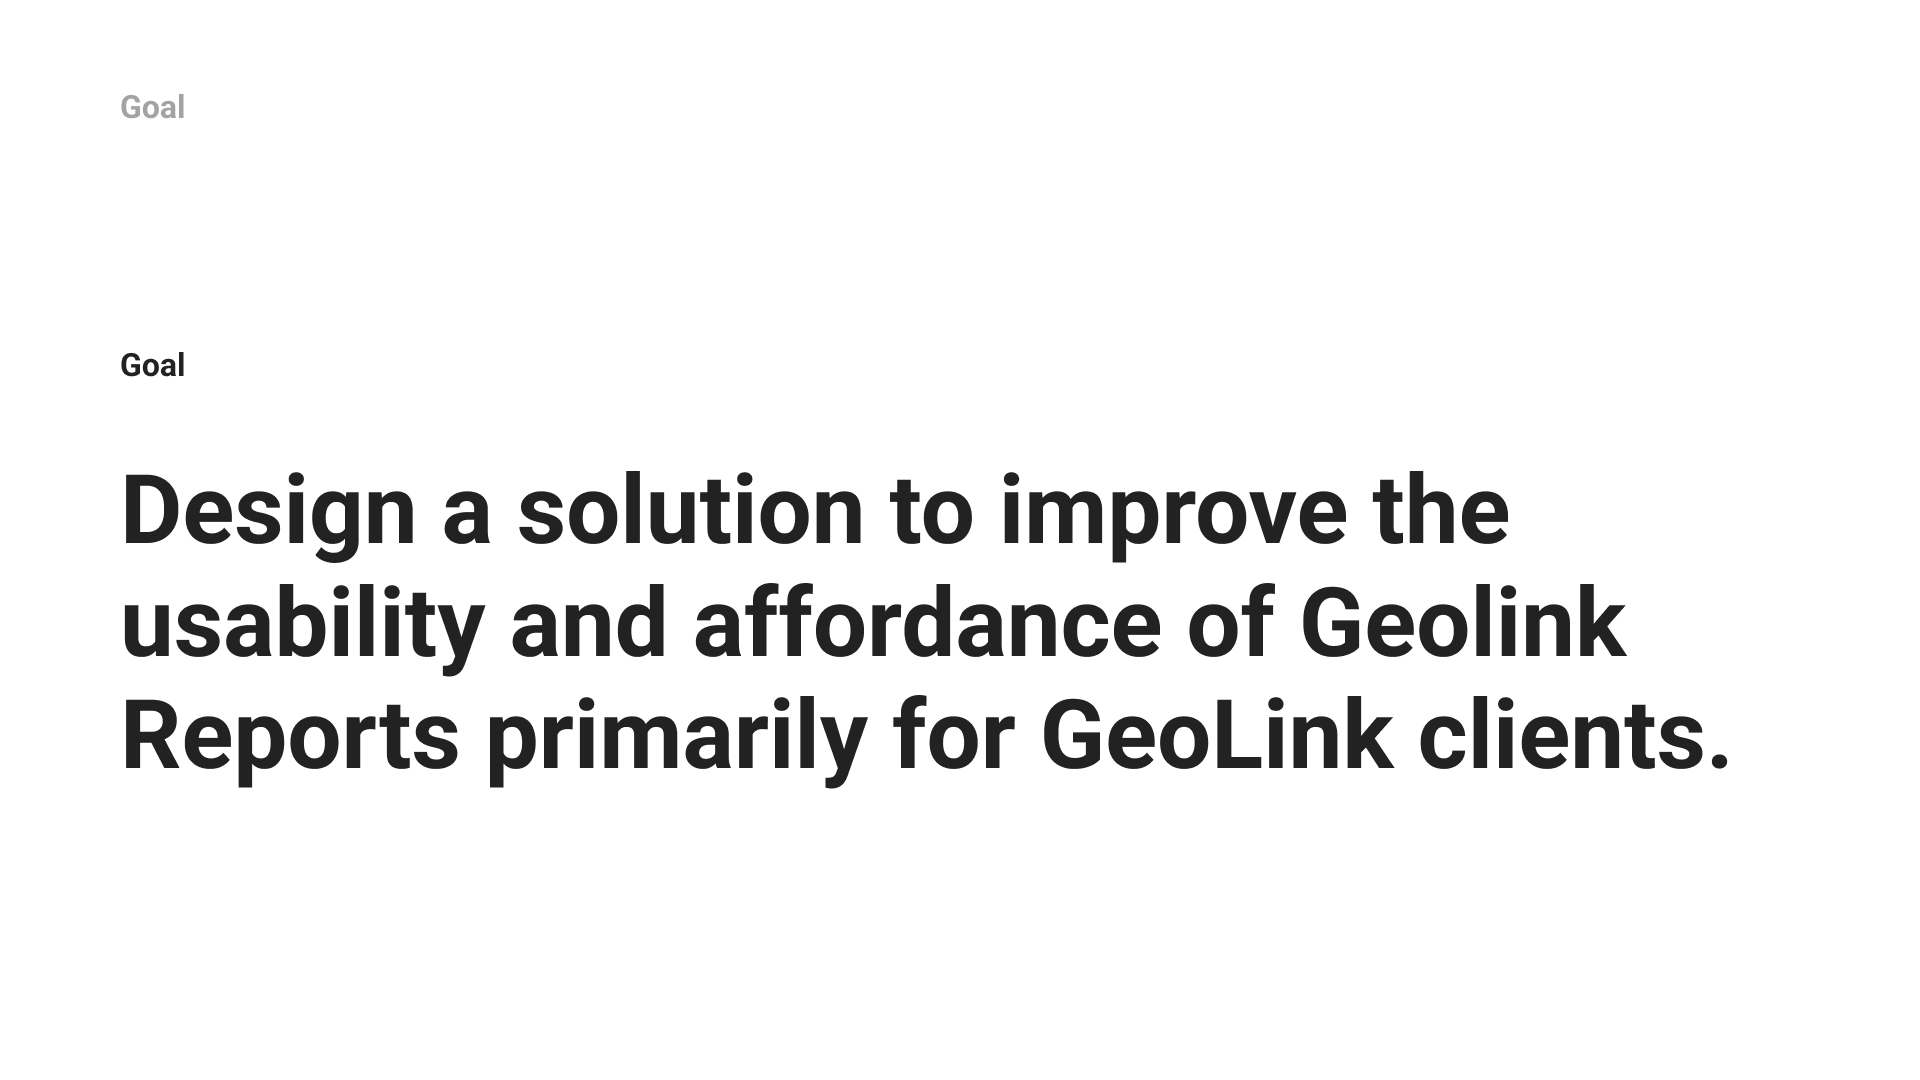 Goal
Goal
Design a solution to improve the
usability and affordance of Geolink
Reports primarily for GeoLink clients.